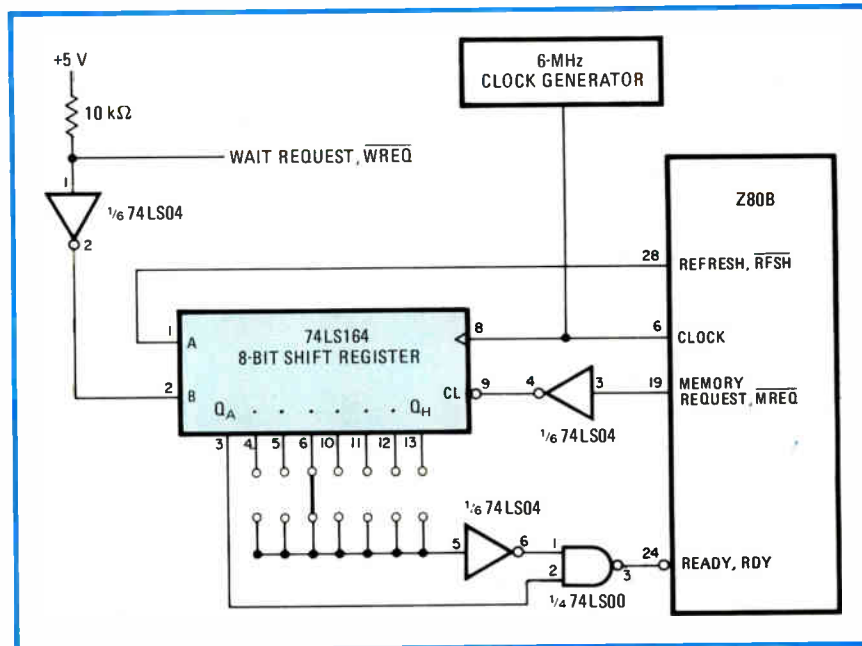 +5 V
10 kΩ
WAIT REQUEST, WREQ
1
1/6 74LS04
2
6-MHz
CLOCK GENERATOR
Z80B
28
REFRESH, RFSH
6
CLOCK
19
MEMORY
REQUEST, MREQ
24
READY, RDY
1
A
74LS164
8-BIT SHIFT REGISTER
8
2
B
CL
9
4
3
1/6 74LS04
QA . . . . . . QH
3
4
5
6
10
11
12
13
1/6 74LS04
5
6
1
2
3
1/4 74LS00